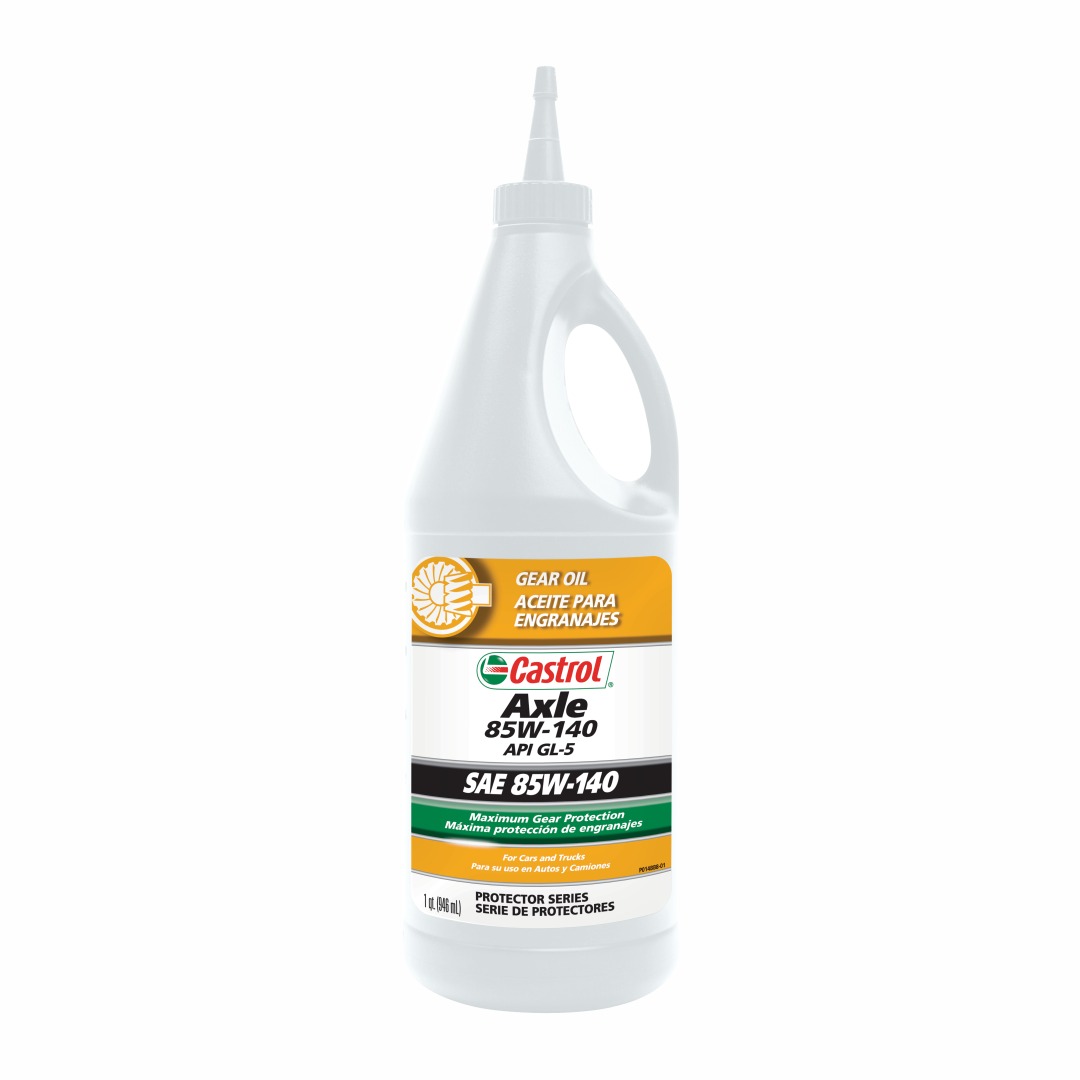 GEAR OIL
ACEITE PARA
ENGRANAJES
Castrol®
Axle
85W-140
API GL-5
SAE 85W-140
Maximum Gear Protection
Máxima protección de engranajes
For Cars and Trucks
Para su uso en Autos y Camiones
1 qt. (946 mL)
PROTECTOR SERIES
SERIE DE PROTECTORES